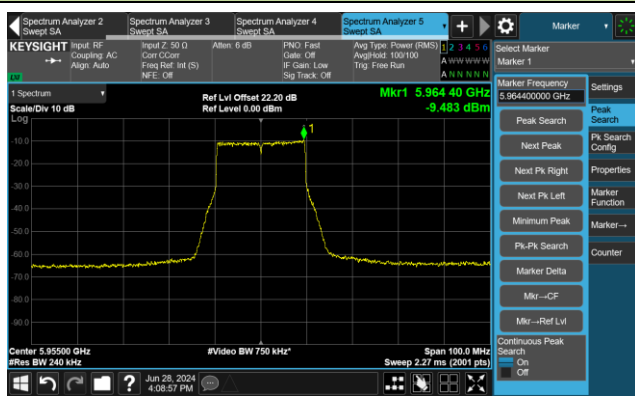 Spectrum Analyzer 2
Swept SA
Spectrum Analyzer 3
Swept SA
Spectrum Analyzer 4
Swept SA
Spectrum Analyzer 5
Swept SA
Marker
KEYSIGHT
Input: RF
Coupling: AC
Align: Auto
Input Z: 50 Ω
Corr CCorr
Freq Ref: Int (S)
NFE: Off
Atten: 6 dB
PNO: Fast
Gate: Off
IF Gain: Low
Sig Track: Off
Avg Type: Power (RMS)
Avg|Hold: 100/100
Trig: Free Run
1 2 3 4 5 6
A W W W W W
A N N N N N
Select Marker
Marker 1
1 Spectrum
Scale/Div 10 dB
Log
Ref Lvl Offset 22.20 dB
Ref Level 0.00 dBm
Mkr1 5.964 40 GHz
-9.483 dBm
1
-10.0
-20.0
-30.0
-40.0
-50.0
-60.0
-70.0
-80.0
-90.0
Center 5.95500 GHz
#Res BW 240 kHz
#Video BW 750 kHz*
Span 100.0 MHz
Sweep 2.27 ms (2001 pts)
Marker Frequency
5.964400000 GHz
Peak Search
Next Peak
Next Pk Right
Next Pk Left
Minimum Peak
Pk-Pk Search
Marker Delta
Mkr→CF
Mkr→Ref Lvl
Continuous Peak
Search
On
Off
Settings
Peak
Search
Pk Search
Config
Properties
Marker
Function
Marker→
Counter
?
Jun 28, 2024
4:08:57 PM